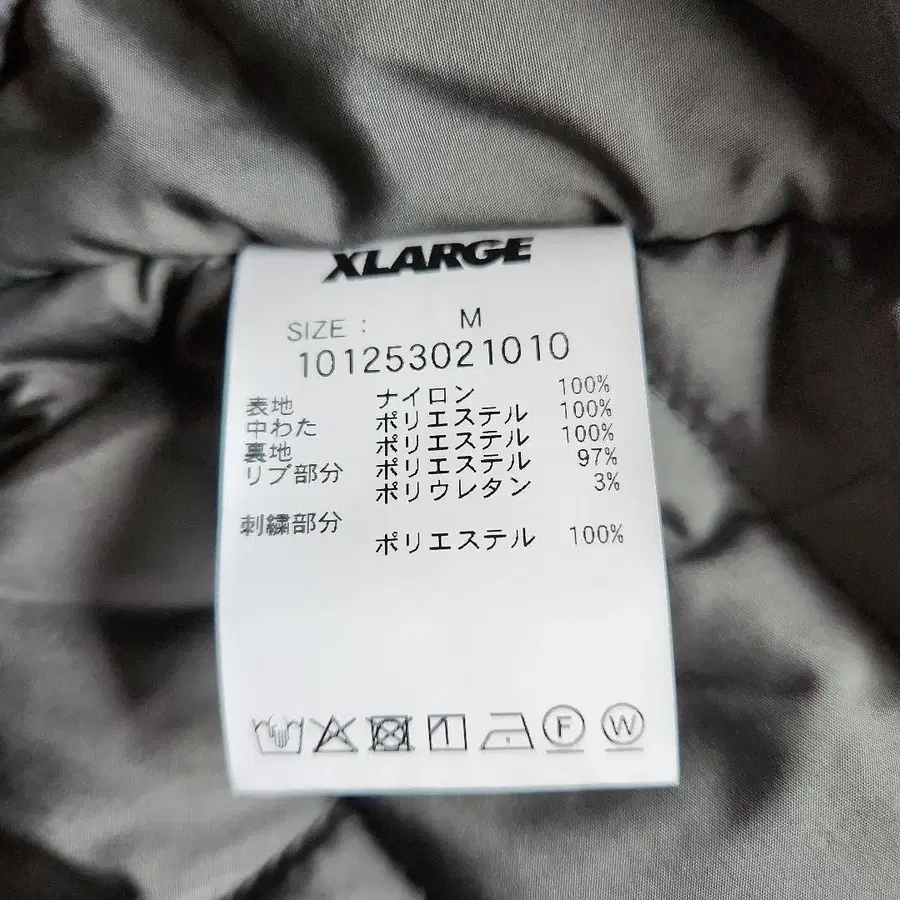 XLARGE
SIZE : M
101253021010
表地 ナイロン 100%
中わた ポリエステル 100%
裏地 ポリエステル 100%
リブ部分 ポリエステル 97%
ポリウレタン 3%
刺繍部分
ポリエステル 100%
F W